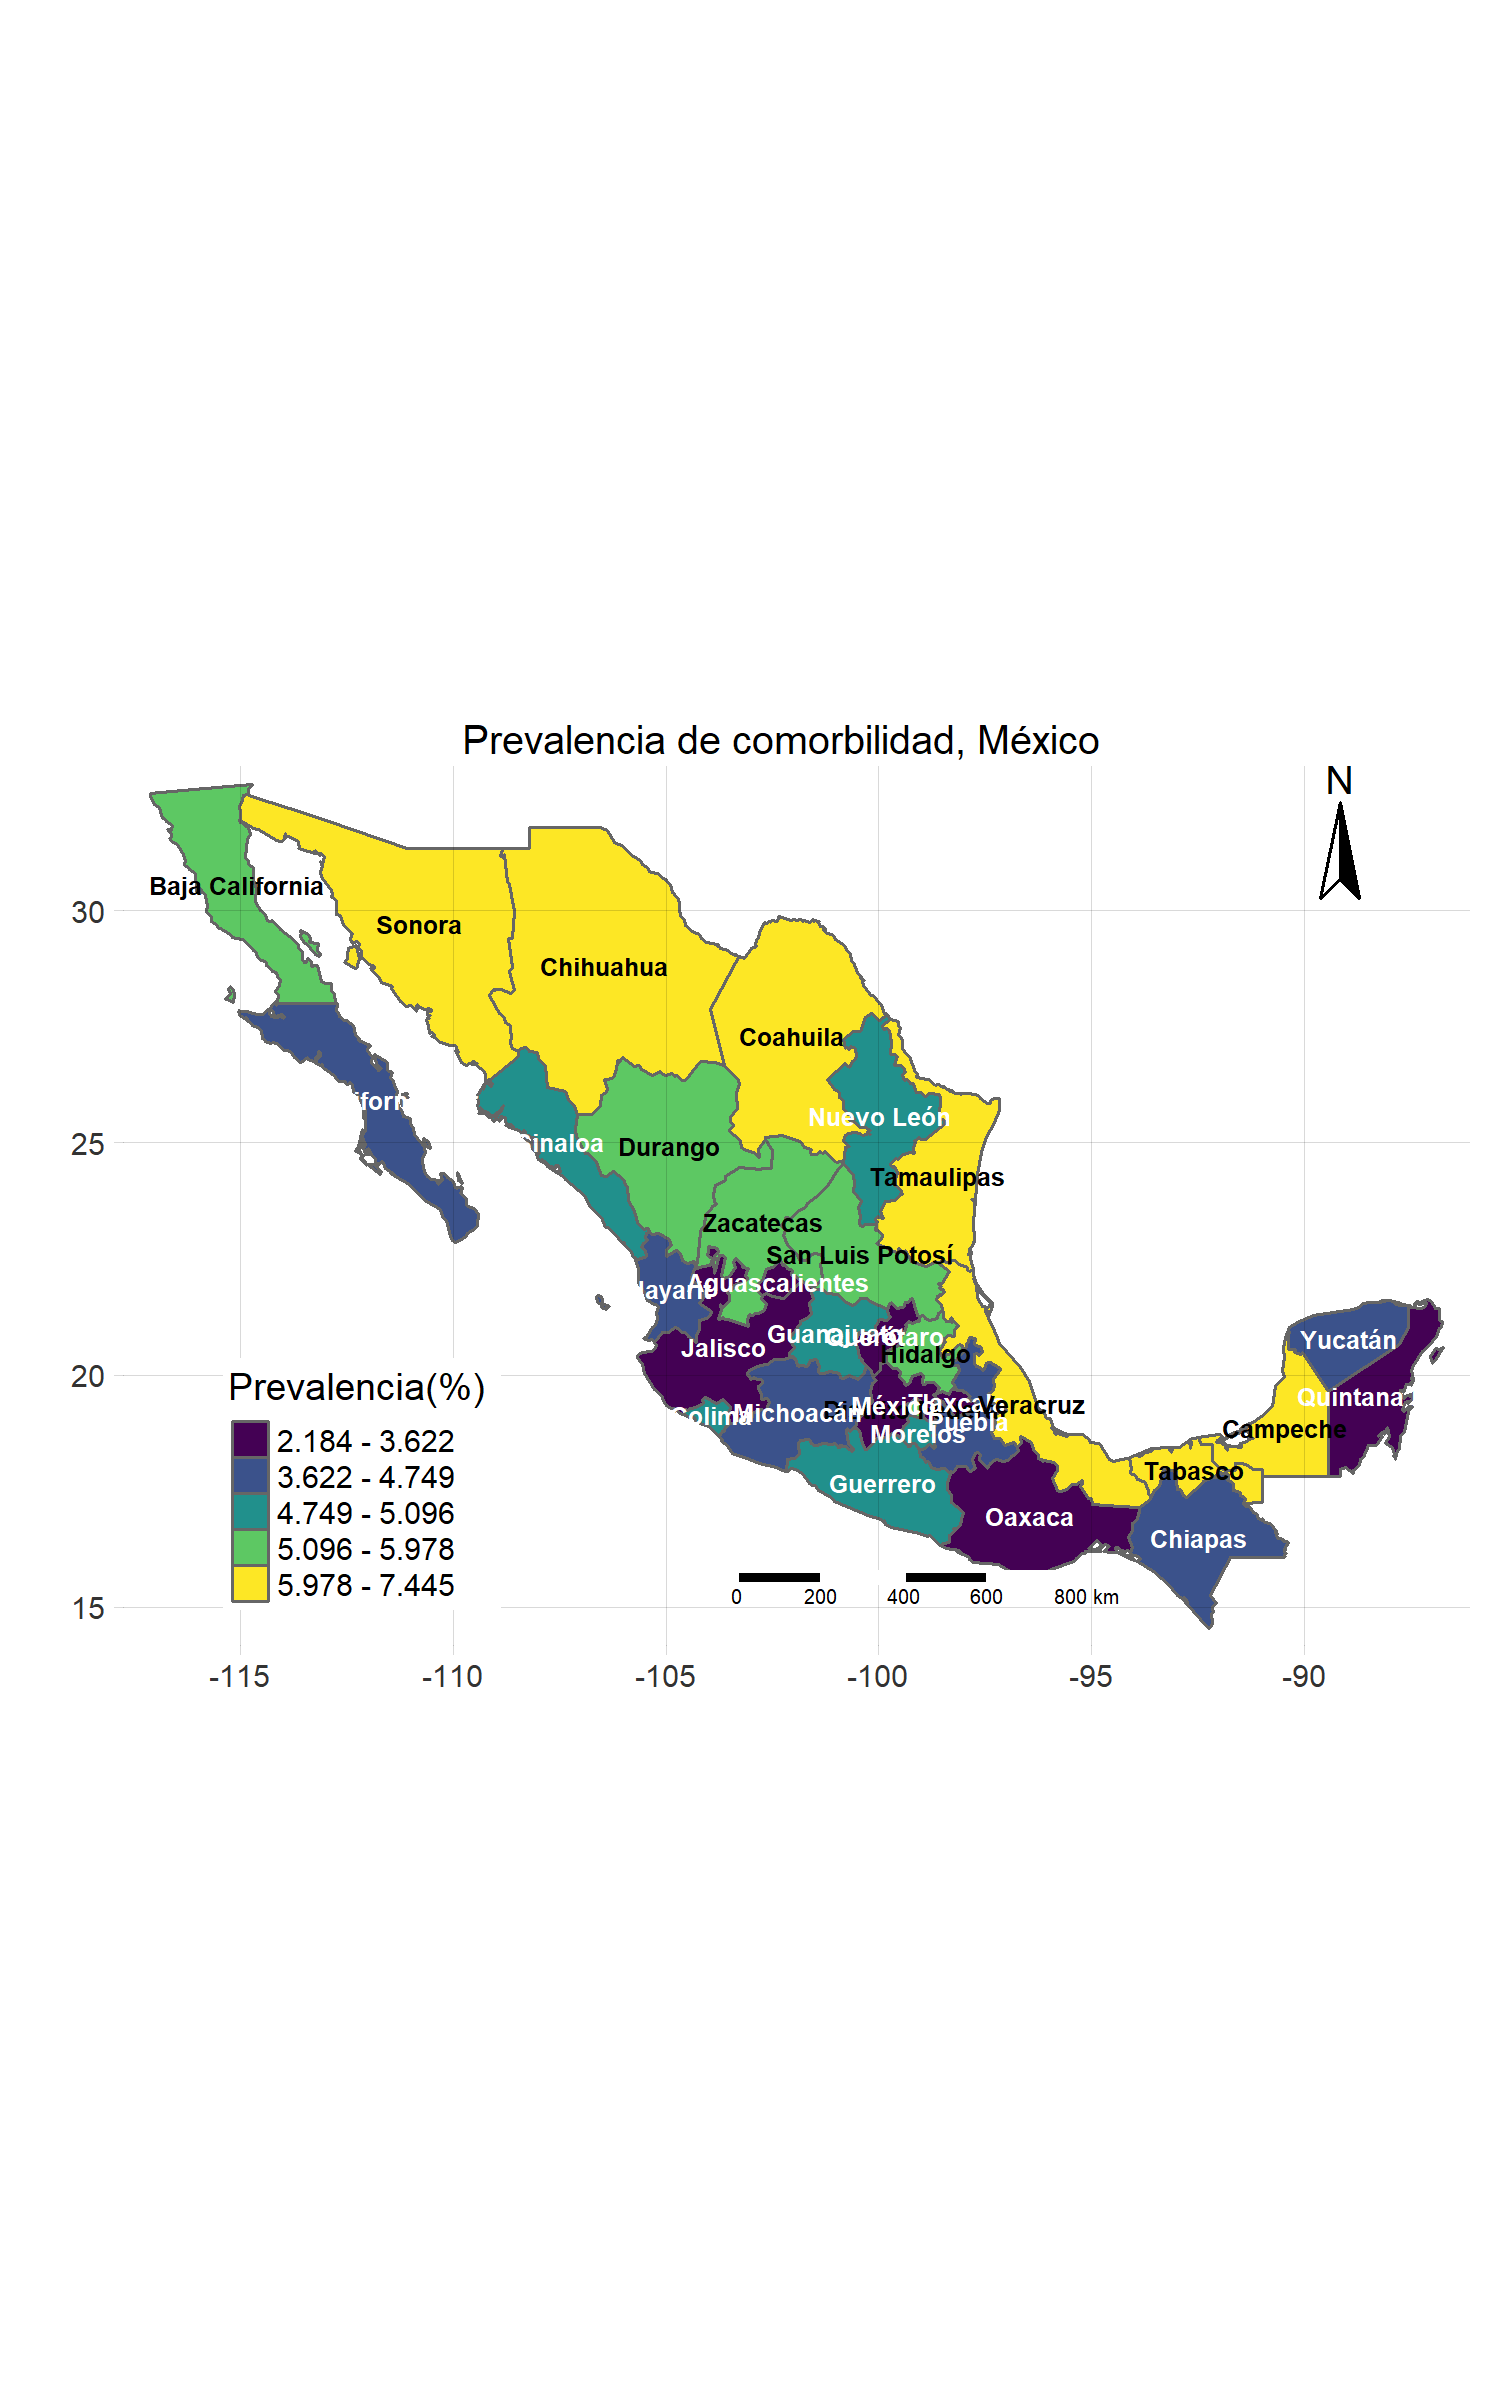 Prevalencia de comorbilidad, México
N
Baja California
Sonora
Chihuahua
Coahuila
Nuevo León
Sinaloa
Durango
Tamaulipas
Zacatecas
San Luis Potosí
Aguascalientes
Nayarit
Guanajuato
Querétaro
Jalisco
Hidalgo
Yucatán
Quintana
Colima
Michoacán
México
Tlaxcala
Veracruz
Puebla
Morelos
Campeche
Tabasco
Guerrero
Oaxaca
Chiapas
Prevalencia(%)
2.184 - 3.622
3.622 - 4.749
4.749 - 5.096
5.096 - 5.978
5.978 - 7.445
0 200 400 600 800 km
30
25
20
15
-115 -110 -105 -100 -95 -90